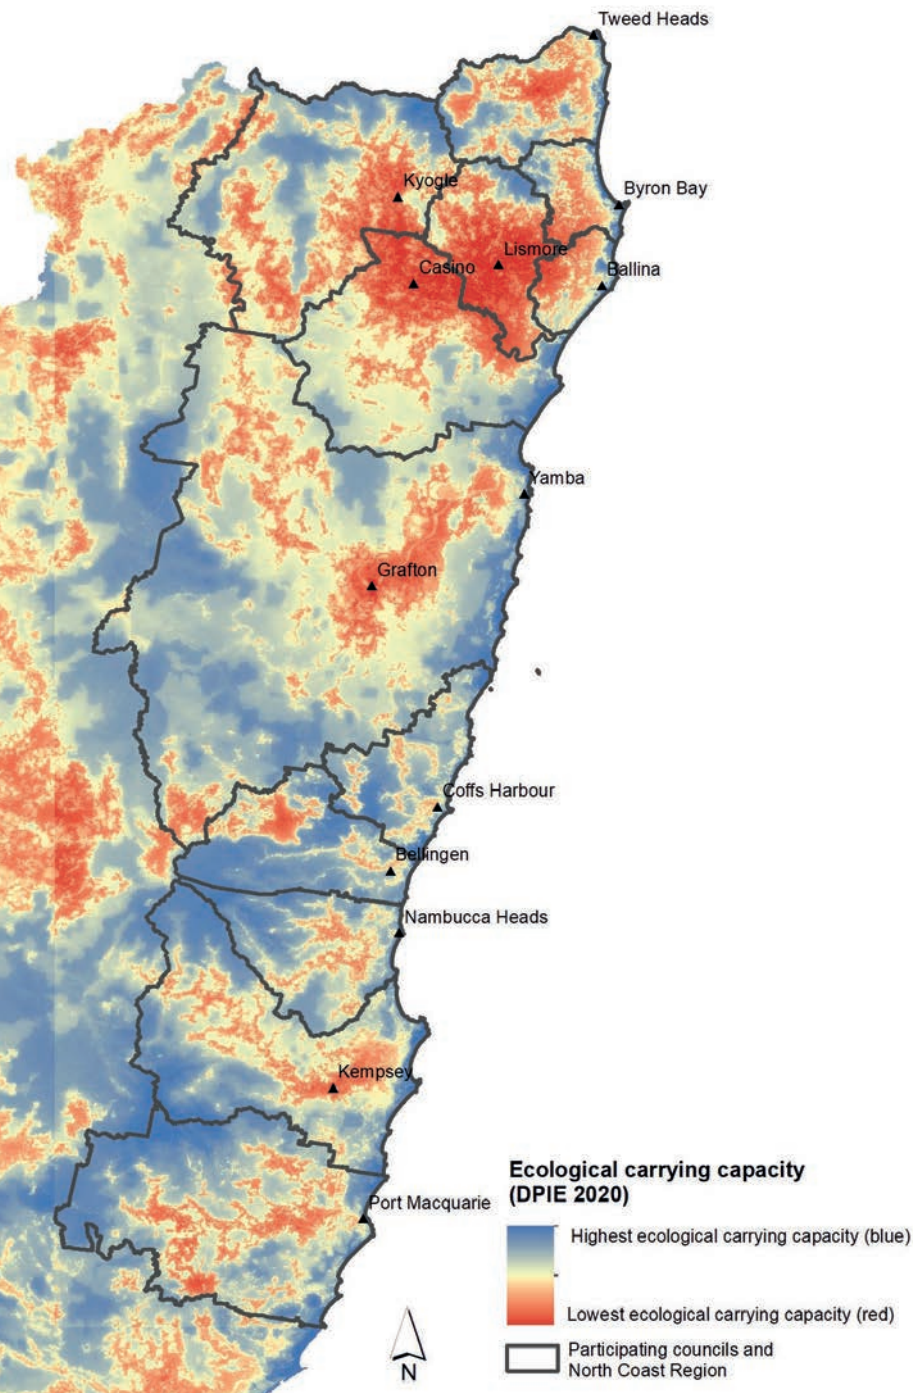 Tweed Heads
Kyogle
Byron Bay
Lismore
Casino
Ballina
Yamba
Grafton
Coffs Harbour
Bellingen
Nambucca Heads
Kempsey
Port Macquarie
Ecological carrying capacity
(DPIE 2020)
Highest ecological carrying capacity (blue)
Lowest ecological carrying capacity (red)
Participating councils and
North Coast Region
N